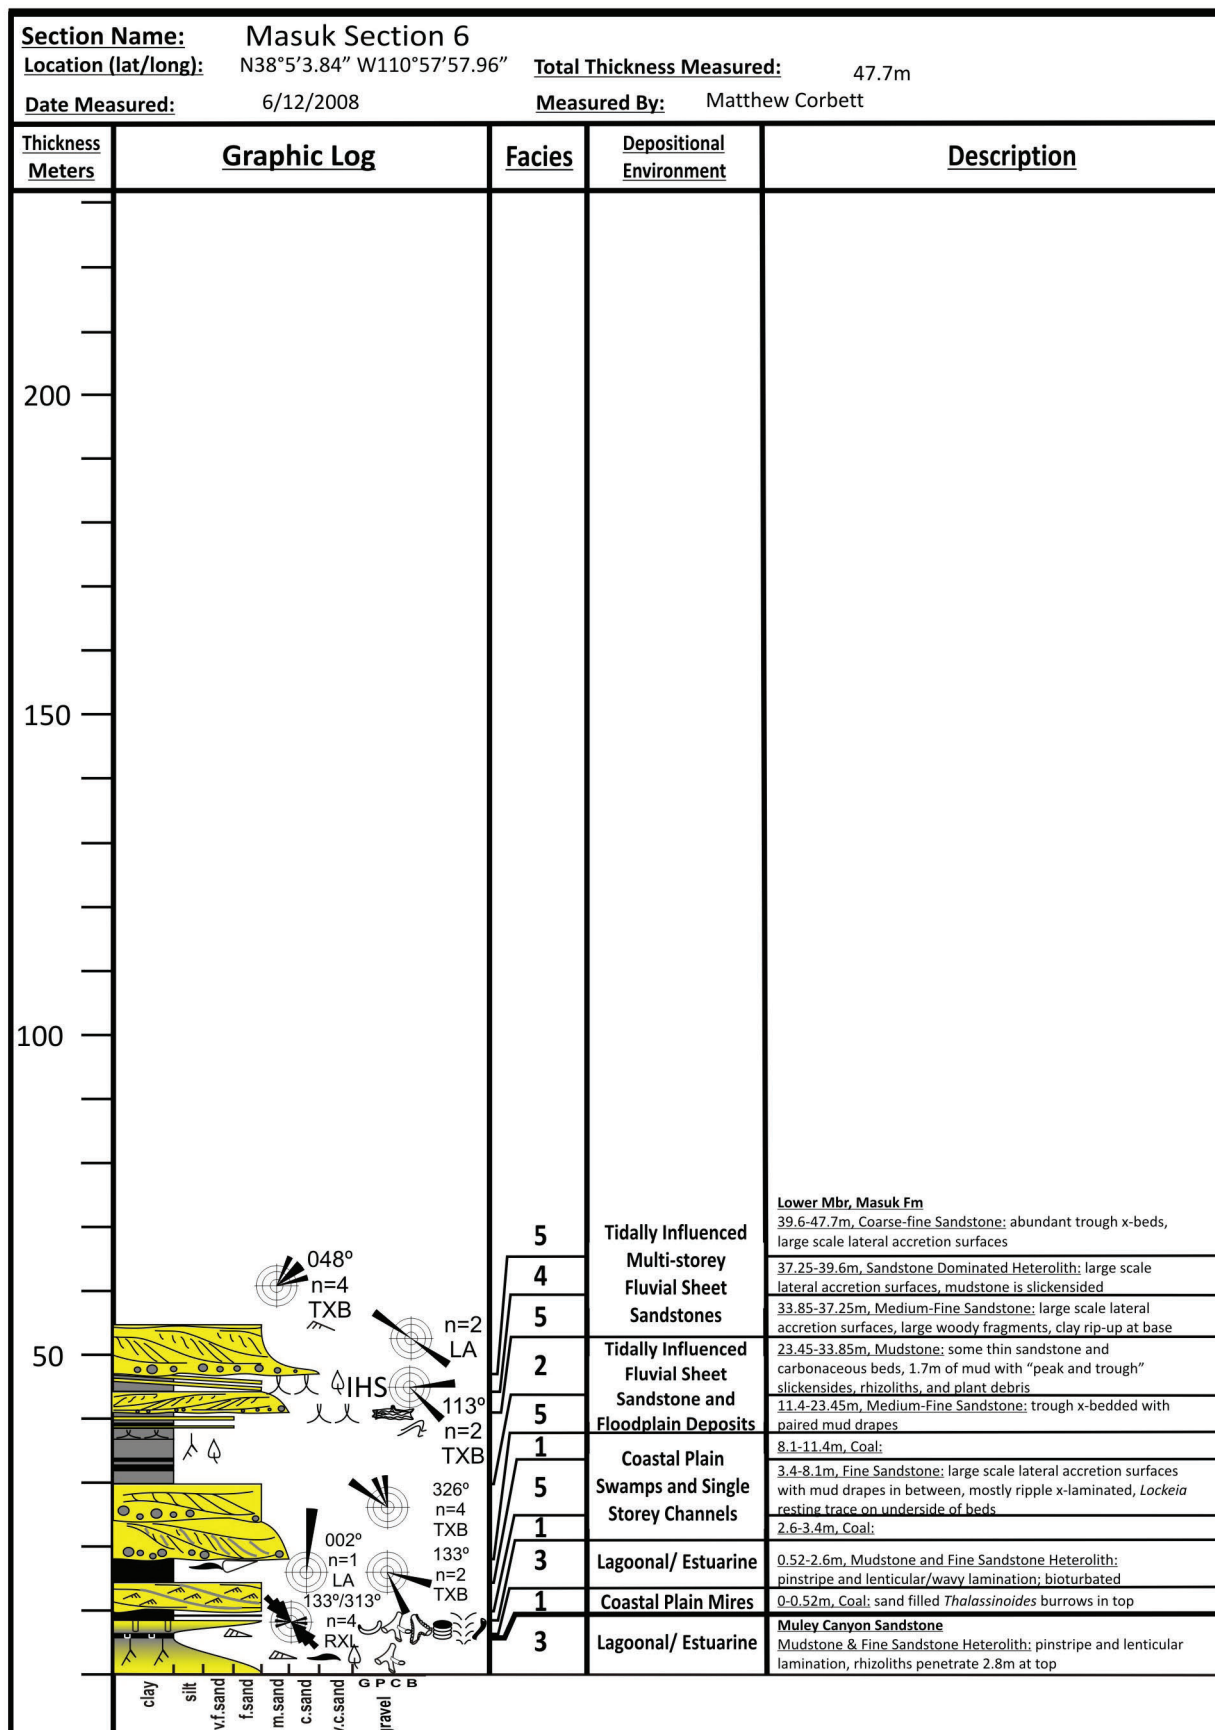 Section Name: Masuk Section 6
Location (lat/long): N38°5’3.84” W110°57’57.96” Total Thickness Measured: 47.7m
Date Measured: 6/12/2008 Measured By: Matthew Corbett
Thickness
Meters
Graphic Log
Facies
Depositional
Environment
Description
200
150
100
50
048º
n=4
TXB
n=2
LA
IHS
113º
n=2
TXB
326º
n=4
TXB
002º
n=1
LA
133º
n=2
TXB
133º/313º
n=4
RXL
G P C B
clay
silt
v.f.sand
f.sand
m.sand
c.sand
v.c.sand
gravel
5
4
5
2
5
1
5
1
3
1
3
Tidally Influenced
Multi-storey
Fluvial Sheet
Sandstones
Tidally Influenced
Fluvial Sheet
Sandstone and
Floodplain Deposits
Coastal Plain
Swamps and Single
Storey Channels
Lagoonal/ Estuarine
Coastal Plain Mires
Lagoonal/ Estuarine
Lower Mbr, Masuk Fm
39.6-47.7m, Coarse-fine Sandstone: abundant trough x-beds,
large scale lateral accretion surfaces
37.25-39.6m, Sandstone Dominated Heterolith: large scale
lateral accretion surfaces, mudstone is slickensided
33.85-37.25m, Medium-Fine Sandstone: large scale lateral
accretion surfaces, large woody fragments, clay rip-up at base
23.45-33.85m, Mudstone: some thin sandstone and
carbonaceous beds, 1.7m of mud with “peak and trough”
slickensides, rhizoliths, and plant debris
11.4-23.45m, Medium-Fine Sandstone: trough x-bedded with
paired mud drapes
8.1-11.4m, Coal:
3.4-8.1m, Fine Sandstone: large scale lateral accretion surfaces
with mud drapes in between, mostly ripple x-laminated, Lockeia
resting trace on underside of beds
2.6-3.4m, Coal:
0.52-2.6m, Mudstone and Fine Sandstone Heterolith:
pinstripe and lenticular/wavy lamination; bioturbated
0-0.52m, Coal: sand filled Thalassinoides burrows in top
Muley Canyon Sandstone
Mudstone & Fine Sandstone Heterolith: pinstripe and lenticular
lamination, rhizoliths penetrate 2.8m at top